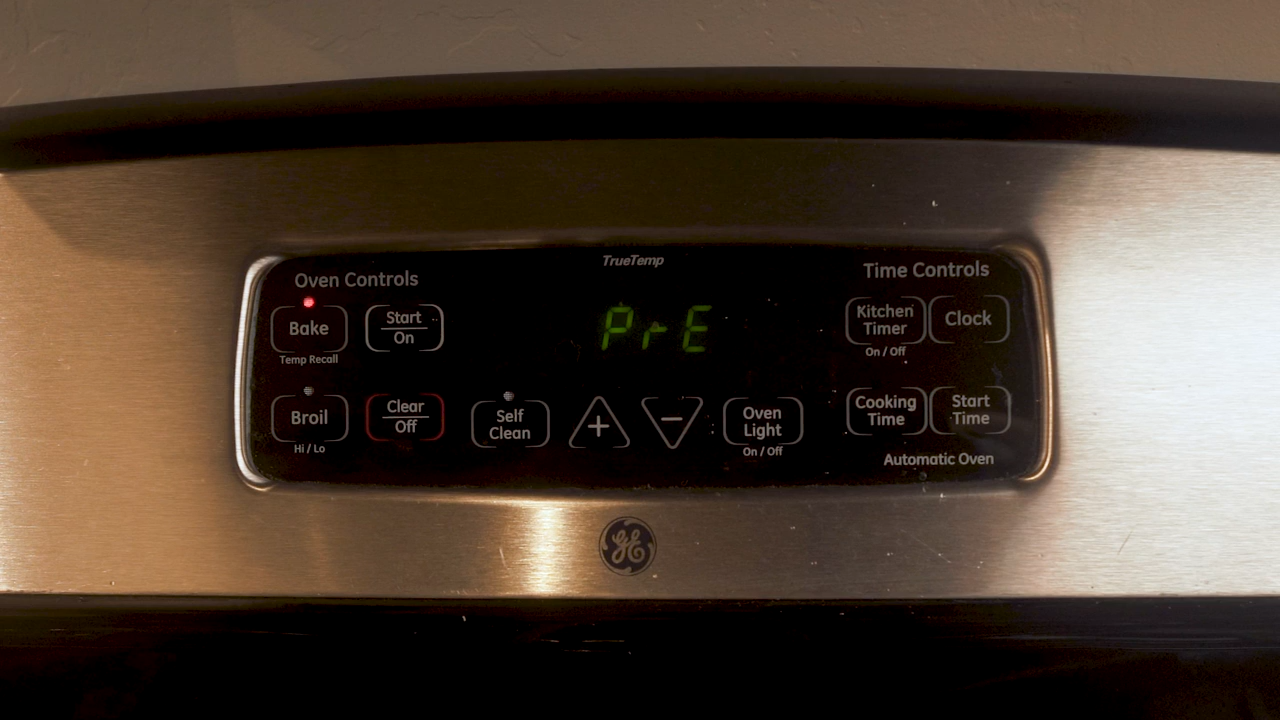 TrueTemp
Oven Controls
Time Controls
Bake
Temp Recall
Start
On
PrE
Kitchen
Timer
On / Off
Clock
Broil
Hi / Lo
Clear
Off
Self
Clean
+
−
Oven
Light
On / Off
Cooking
Time
Start
Time
Automatic Oven
GE